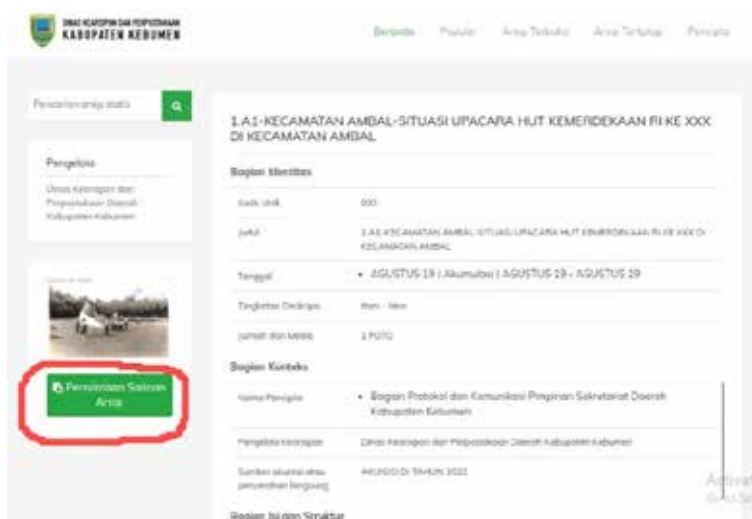 DINAS KEARSIPAN DAN PERPUSTAKAAN
KABUPATEN KEBUMEN
Beranda Populer Arsip Terbuka Arsip Tertutup Pencipta
Pencarian arsip statis
Pengelola
Dinas Kearsipan dan
Perpustakaan Daerah
Kabupaten Kebumen
Permintaan Salinan
Arsip
1.A1-KECAMATAN AMBAL-SITUASI UPACARA HUT KEMERDEKAAN RI KE XXX
DI KECAMATAN AMBAL
Bagian Identitas
Kode Unik
Judul 1.A1-KECAMATAN AMBAL-SITUASI UPACARA HUT KEMERDEKAAN RI KE XXX DI
KECAMATAN AMBAL
Tanggal • AGUSTUS 19 ( Akumulasi ) AGUSTUS 19 - AGUSTUS 19
Tingkatan Deskripsi Item - Item
Jumlah dan Media 1 FOTO
Bagian Konteks
Nama Pencipta • Bagian Protokol dan Komunikasi Pimpinan Sekretariat Daerah
Kabupaten Kebumen
Pengelola Kearsipan Dinas Kearsipan dan Perpustakaan Daerah Kabupaten Kebumen
Sumber akuisisi atau
penyerahan langsung AKUISISI DI TAHUN 2022
Bagian Isi dan Struktur